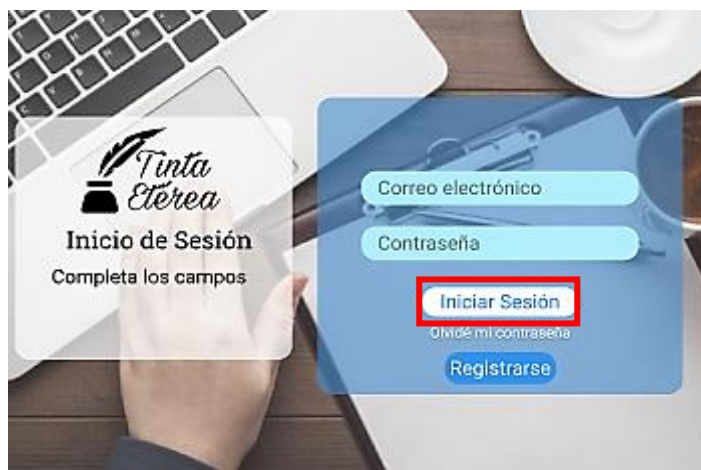 Tinta
Etérea
Inicio de Sesión
Completa los campos
Correo electrónico
Contraseña
Iniciar Sesión
Olvidé mi contraseña
Registrarse